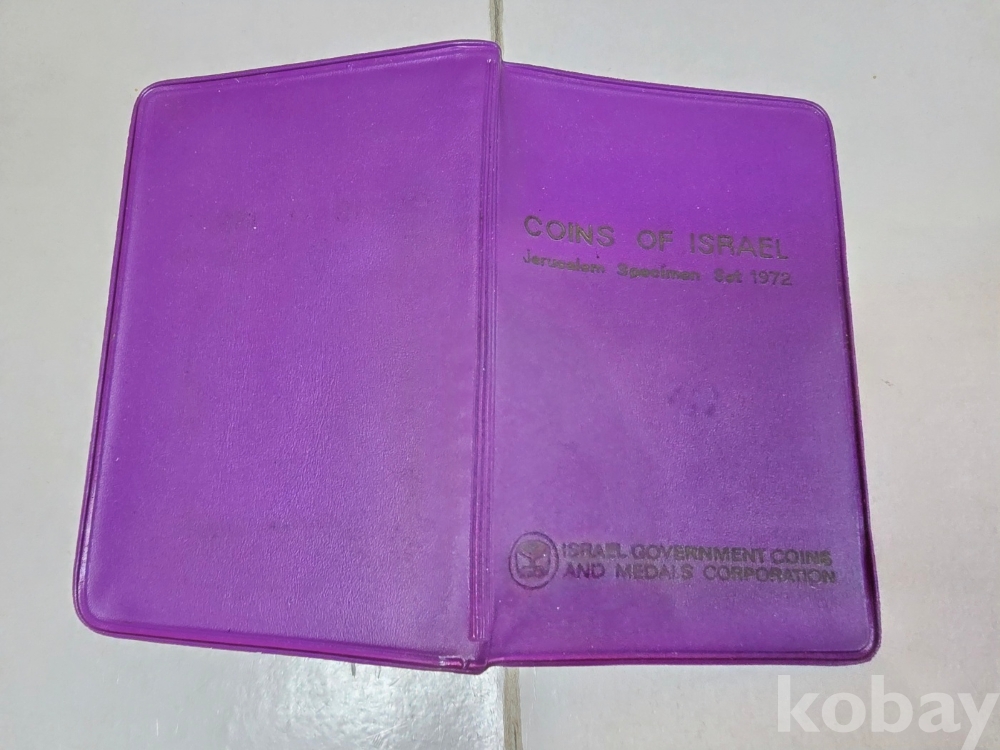 COINS OF ISRAEL
Jerusalem Specimen Set 1972
ISRAEL GOVERNMENT COINS
AND MEDALS CORPORATION
kobay